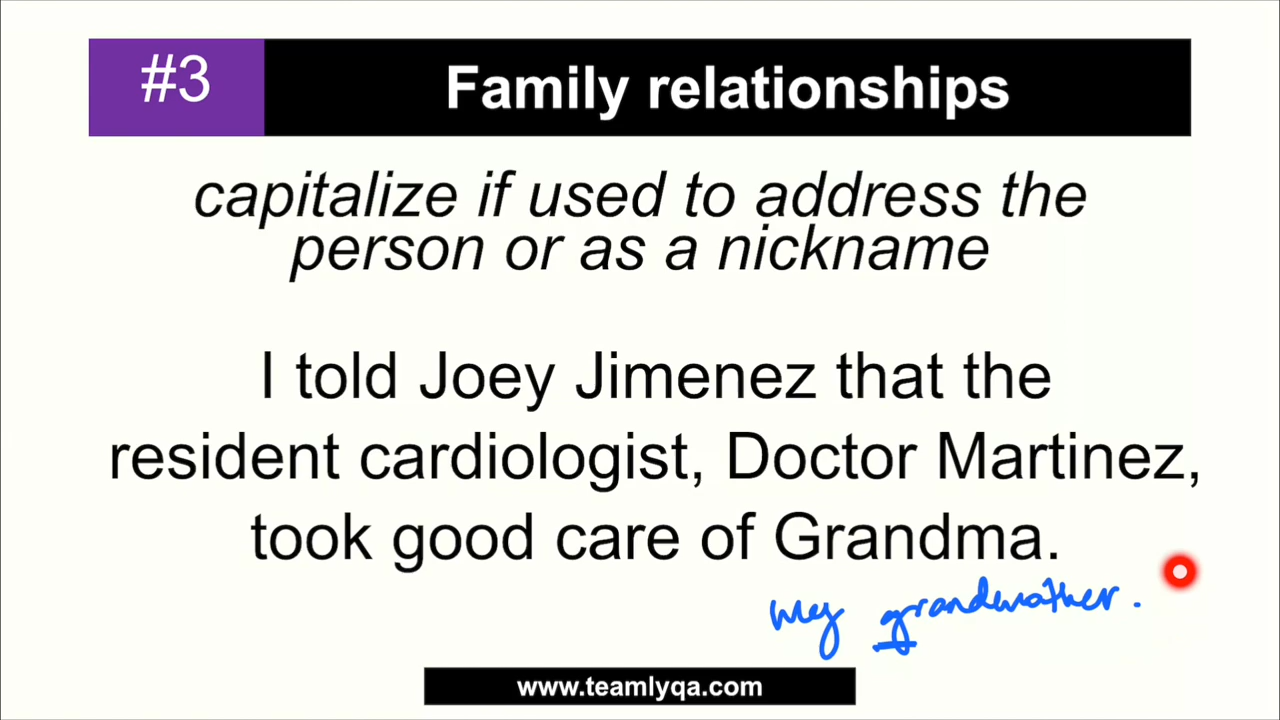 #3
Family relationships
capitalize if used to address the
person or as a nickname
I told Joey Jimenez that the
resident cardiologist, Doctor Martinez,
took good care of Grandma.
my grandmother.
www.teamlyqa.com